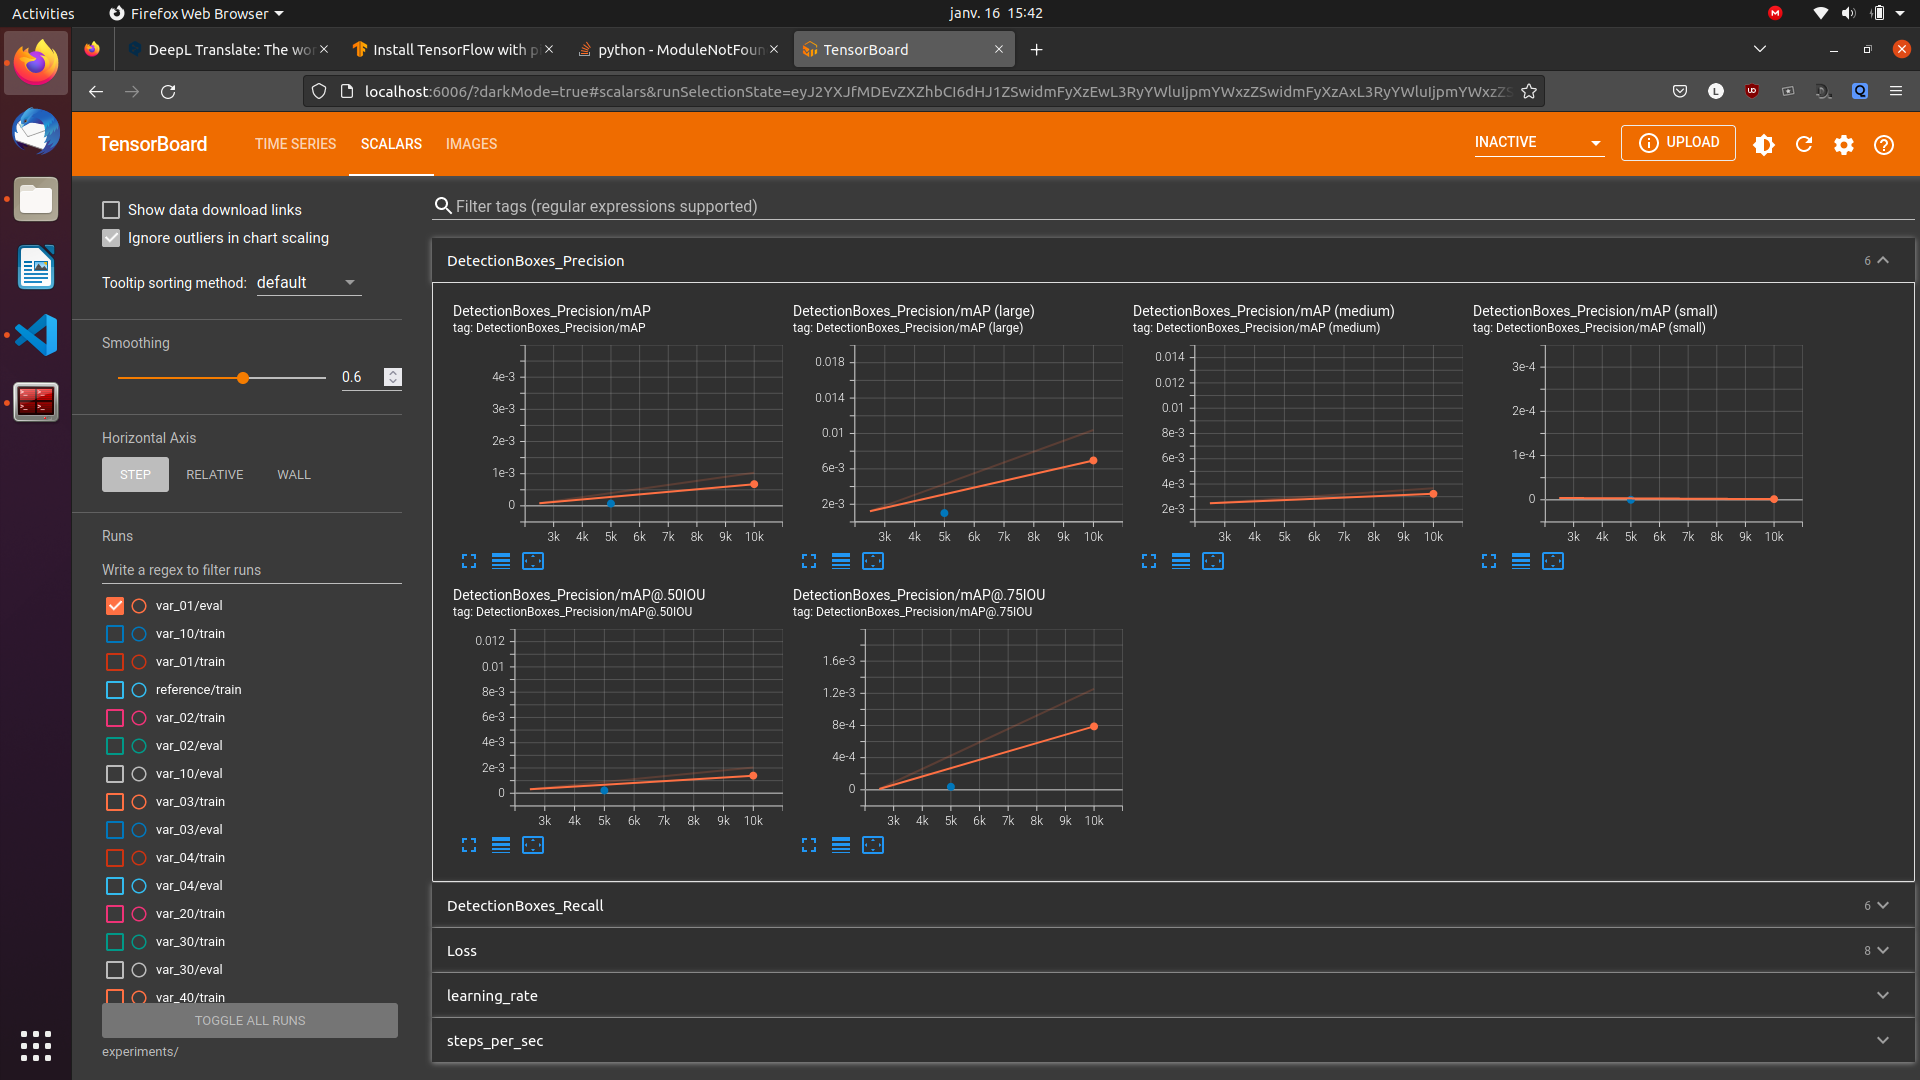 Activities
Firefox Web Browser
janv. 16 15:42
DeepL Translate: The wor
Install TensorFlow with p
python - ModuleNotFoun
TensorBoard
localhost:6006/?darkMode=true#scalars&runSelectionState=eyJ2YXJfMDEvZXZhbCI6dHJ1ZSwidmFyXzEwL3RyYWluIjpmYWxzZSwidmFyXzAxL3RyYWluIjpmYWxzZS
TensorBoard
TIME SERIES
SCALARS
IMAGES
INACTIVE
UPLOAD
Show data download links
Ignore outliers in chart scaling
Tooltip sorting method: default
Smoothing
0.6
Horizontal Axis
STEP RELATIVE WALL
Runs
Write a regex to filter runs
var_01/eval
var_10/train
var_01/train
reference/train
var_02/train
var_02/eval
var_10/eval
var_03/train
var_03/eval
var_04/train
var_04/eval
var_20/train
var_30/train
var_30/eval
var_40/train
TOGGLE ALL RUNS
experiments/
Filter tags (regular expressions supported)
DetectionBoxes_Precision
6
DetectionBoxes_Precision/mAP
tag: DetectionBoxes_Precision/mAP
4e-3
3e-3
2e-3
1e-3
0
3k 4k 5k 6k 7k 8k 9k 10k
DetectionBoxes_Precision/mAP (large)
tag: DetectionBoxes_Precision/mAP (large)
0.018
0.014
0.01
6e-3
2e-3
3k 4k 5k 6k 7k 8k 9k 10k
DetectionBoxes_Precision/mAP (medium)
tag: DetectionBoxes_Precision/mAP (medium)
0.014
0.012
0.01
8e-3
6e-3
4e-3
2e-3
3k 4k 5k 6k 7k 8k 9k 10k
DetectionBoxes_Precision/mAP (small)
tag: DetectionBoxes_Precision/mAP (small)
3e-4
2e-4
1e-4
0
3k 4k 5k 6k 7k 8k 9k 10k
DetectionBoxes_Precision/mAP@.50IOU
tag: DetectionBoxes_Precision/mAP@.50IOU
0.012
0.01
8e-3
6e-3
4e-3
2e-3
0
3k 4k 5k 6k 7k 8k 9k 10k
DetectionBoxes_Precision/mAP@.75IOU
tag: DetectionBoxes_Precision/mAP@.75IOU
1.6e-3
1.2e-3
8e-4
4e-4
0
3k 4k 5k 6k 7k 8k 9k 10k
DetectionBoxes_Recall
6
Loss
8
learning_rate
steps_per_sec